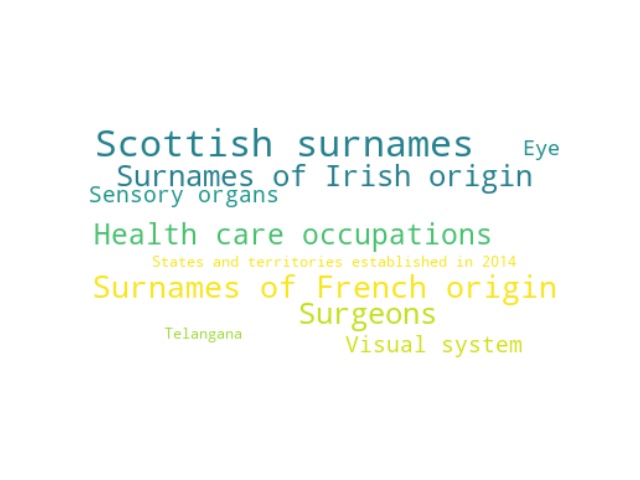 Scottish surnames
Eye
Surnames of Irish origin
Sensory organs
Health care occupations
States and territories established in 2014
Surnames of French origin
Surgeons
Telangana
Visual system